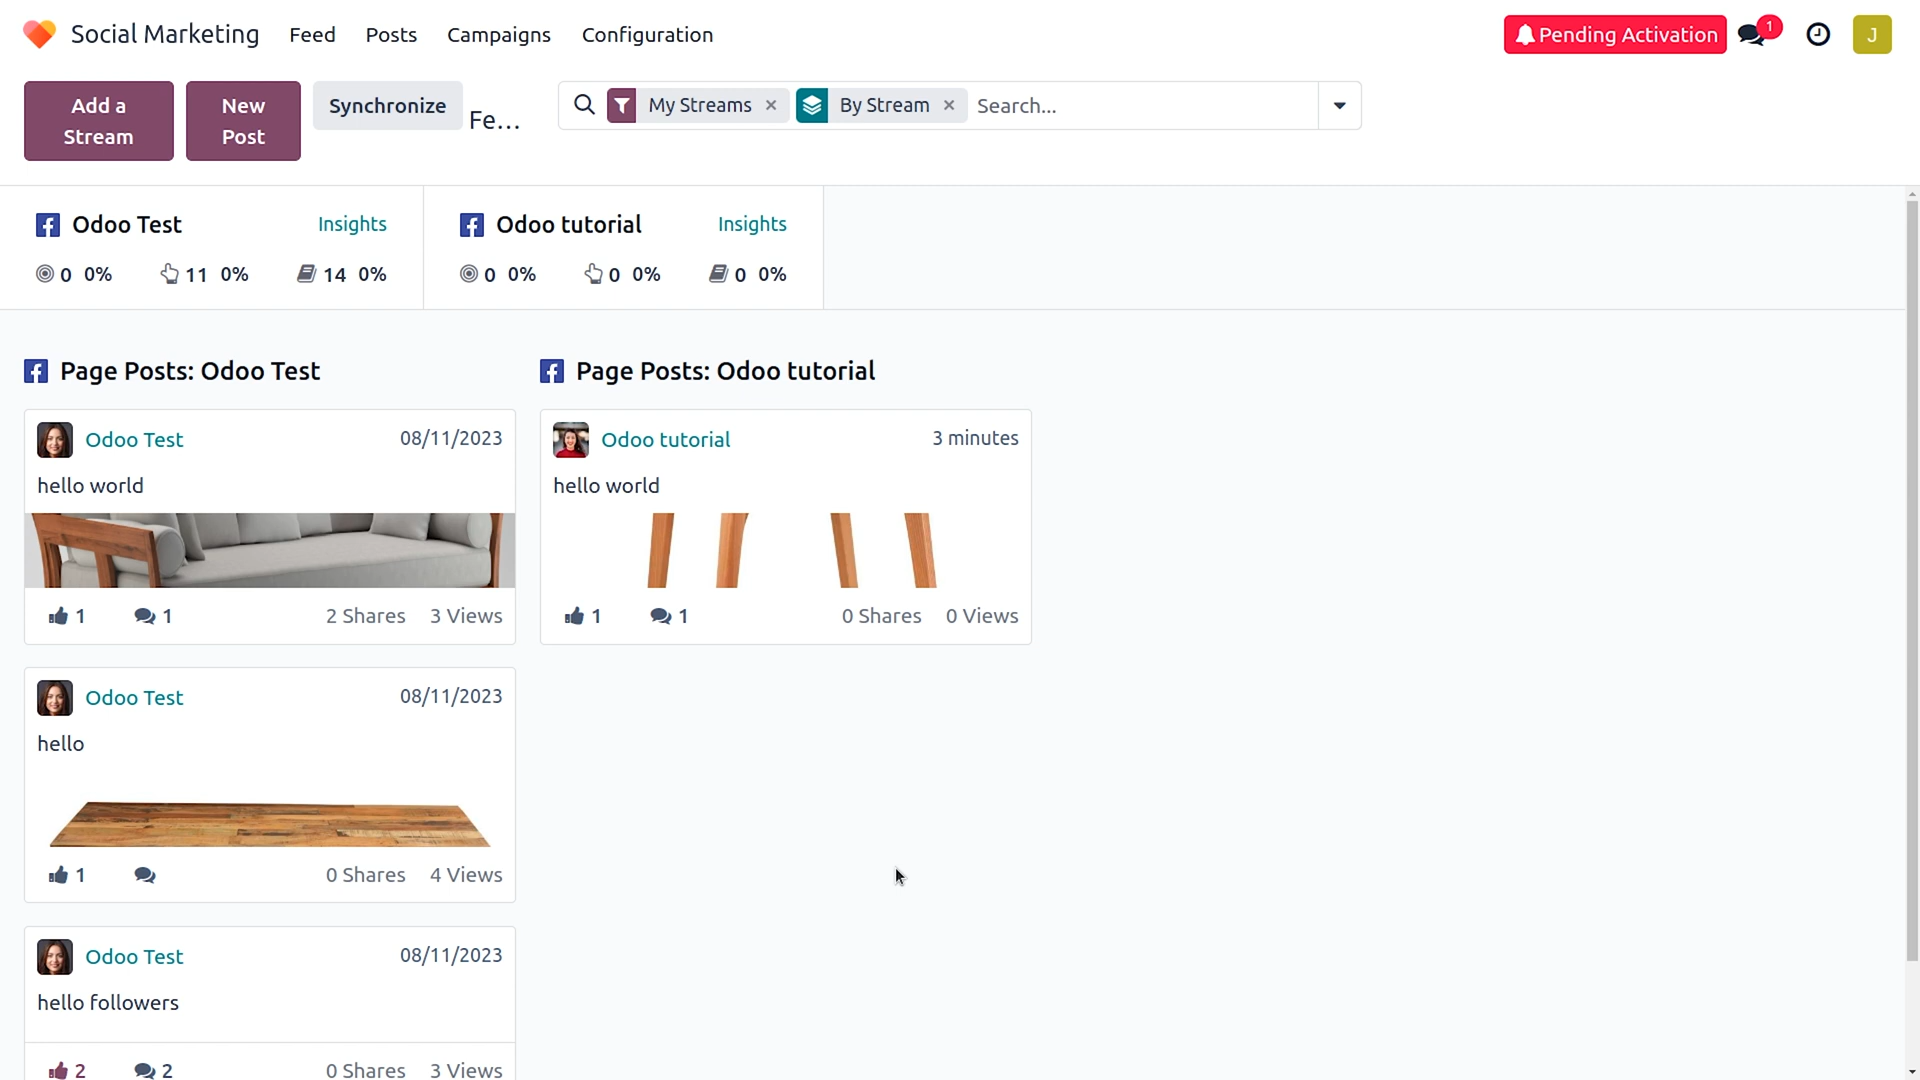 Social Marketing Feed Posts Campaigns Configuration Pending Activation 1 J
Add a Stream
New Post
Synchronize
Fe...
My Streams × By Stream × Search...
Odoo Test Insights
0 0% 11 0% 14 0%
Odoo tutorial Insights
0 0% 0 0% 0 0%
Page Posts: Odoo Test
Odoo Test 08/11/2023
hello world
1 1 2 Shares 3 Views
Odoo Test 08/11/2023
hello
1 0 Shares 4 Views
Odoo Test 08/11/2023
hello followers
2 2 0 Shares 3 Views
Page Posts: Odoo tutorial
Odoo tutorial 3 minutes
hello world
1 1 0 Shares 0 Views